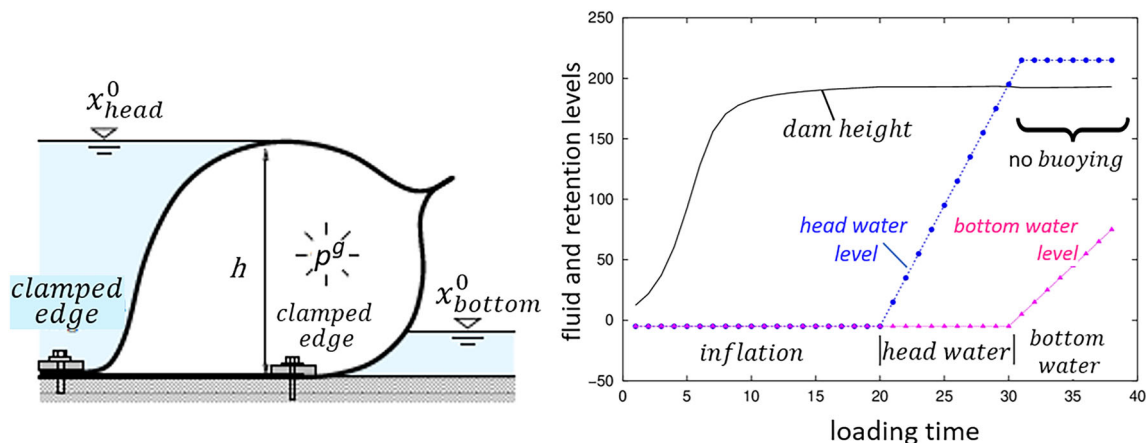 x⁰head
h
pᵍ
clamped
edge
clamped
edge
x⁰bottom
250
200
150
100
50
0
−50
0
5
10
15
20
25
30
35
40
fluid and retention levels
loading time
dam height
no buoying
head water
level
bottom water
level
inflation
head water
bottom
water